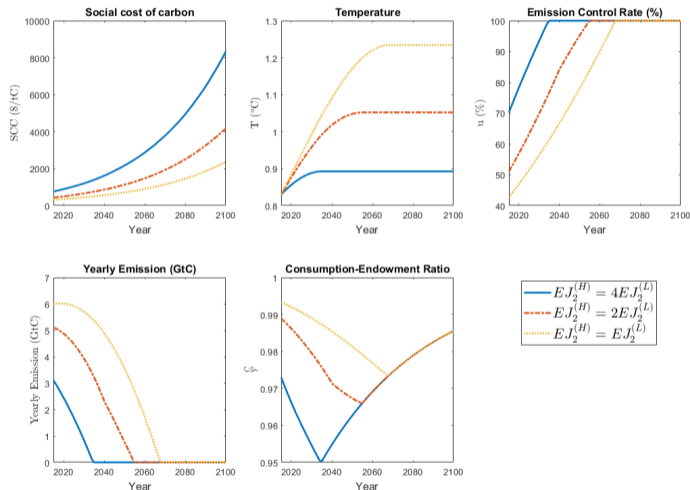 Social cost of carbon
10000
8000
6000
4000
2000
0
SCC ($/tC)
2020 2040 2060 2080 2100
Year
Temperature
1.3
1.2
1.1
1
0.9
0.8
T (°C)
2020 2040 2060 2080 2100
Year
Emission Control Rate (%)
100
90
80
70
60
50
40
u (%)
2020 2040 2060 2080 2100
Year
Yearly Emission (GtC)
7
6
5
4
3
2
1
0
Yearly Emission (GtC)
2020 2040 2060 2080 2100
Year
Consumption-Endowment Ratio
1
0.99
0.98
0.97
0.96
0.95
2020 2040 2060 2080 2100
Year
EJ₂⁽ᴴ⁾ = 4EJ₂⁽ᴸ⁾
EJ₂⁽ᴴ⁾ = 2EJ₂⁽ᴸ⁾
EJ₂⁽ᴴ⁾ = EJ₂⁽ᴸ⁾